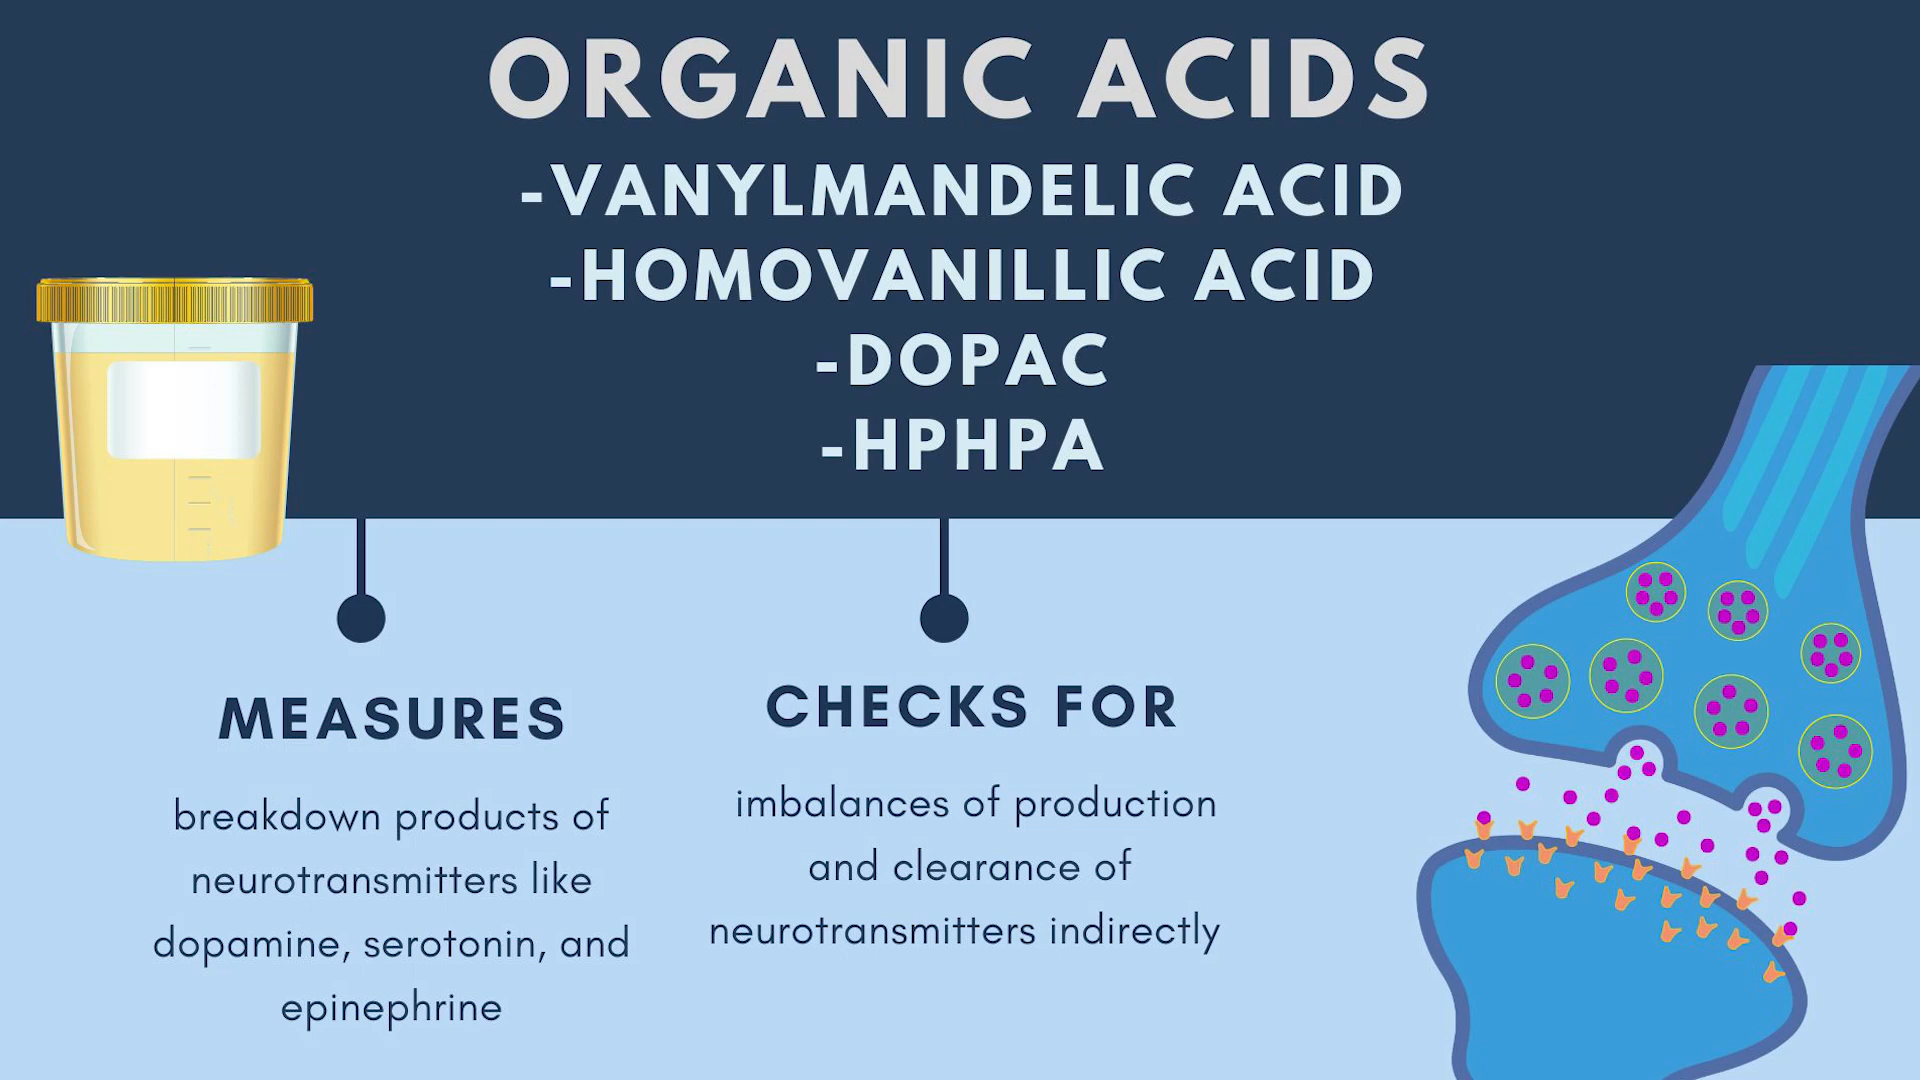 ORGANIC ACIDS
-VANYLMANDELIC ACID
-HOMOVANILLIC ACID
-DOPAC
-HPHPA
MEASURES
breakdown products of
neurotransmitters like
dopamine, serotonin, and
epinephrine
CHECKS FOR
imbalances of production
and clearance of
neurotransmitters indirectly